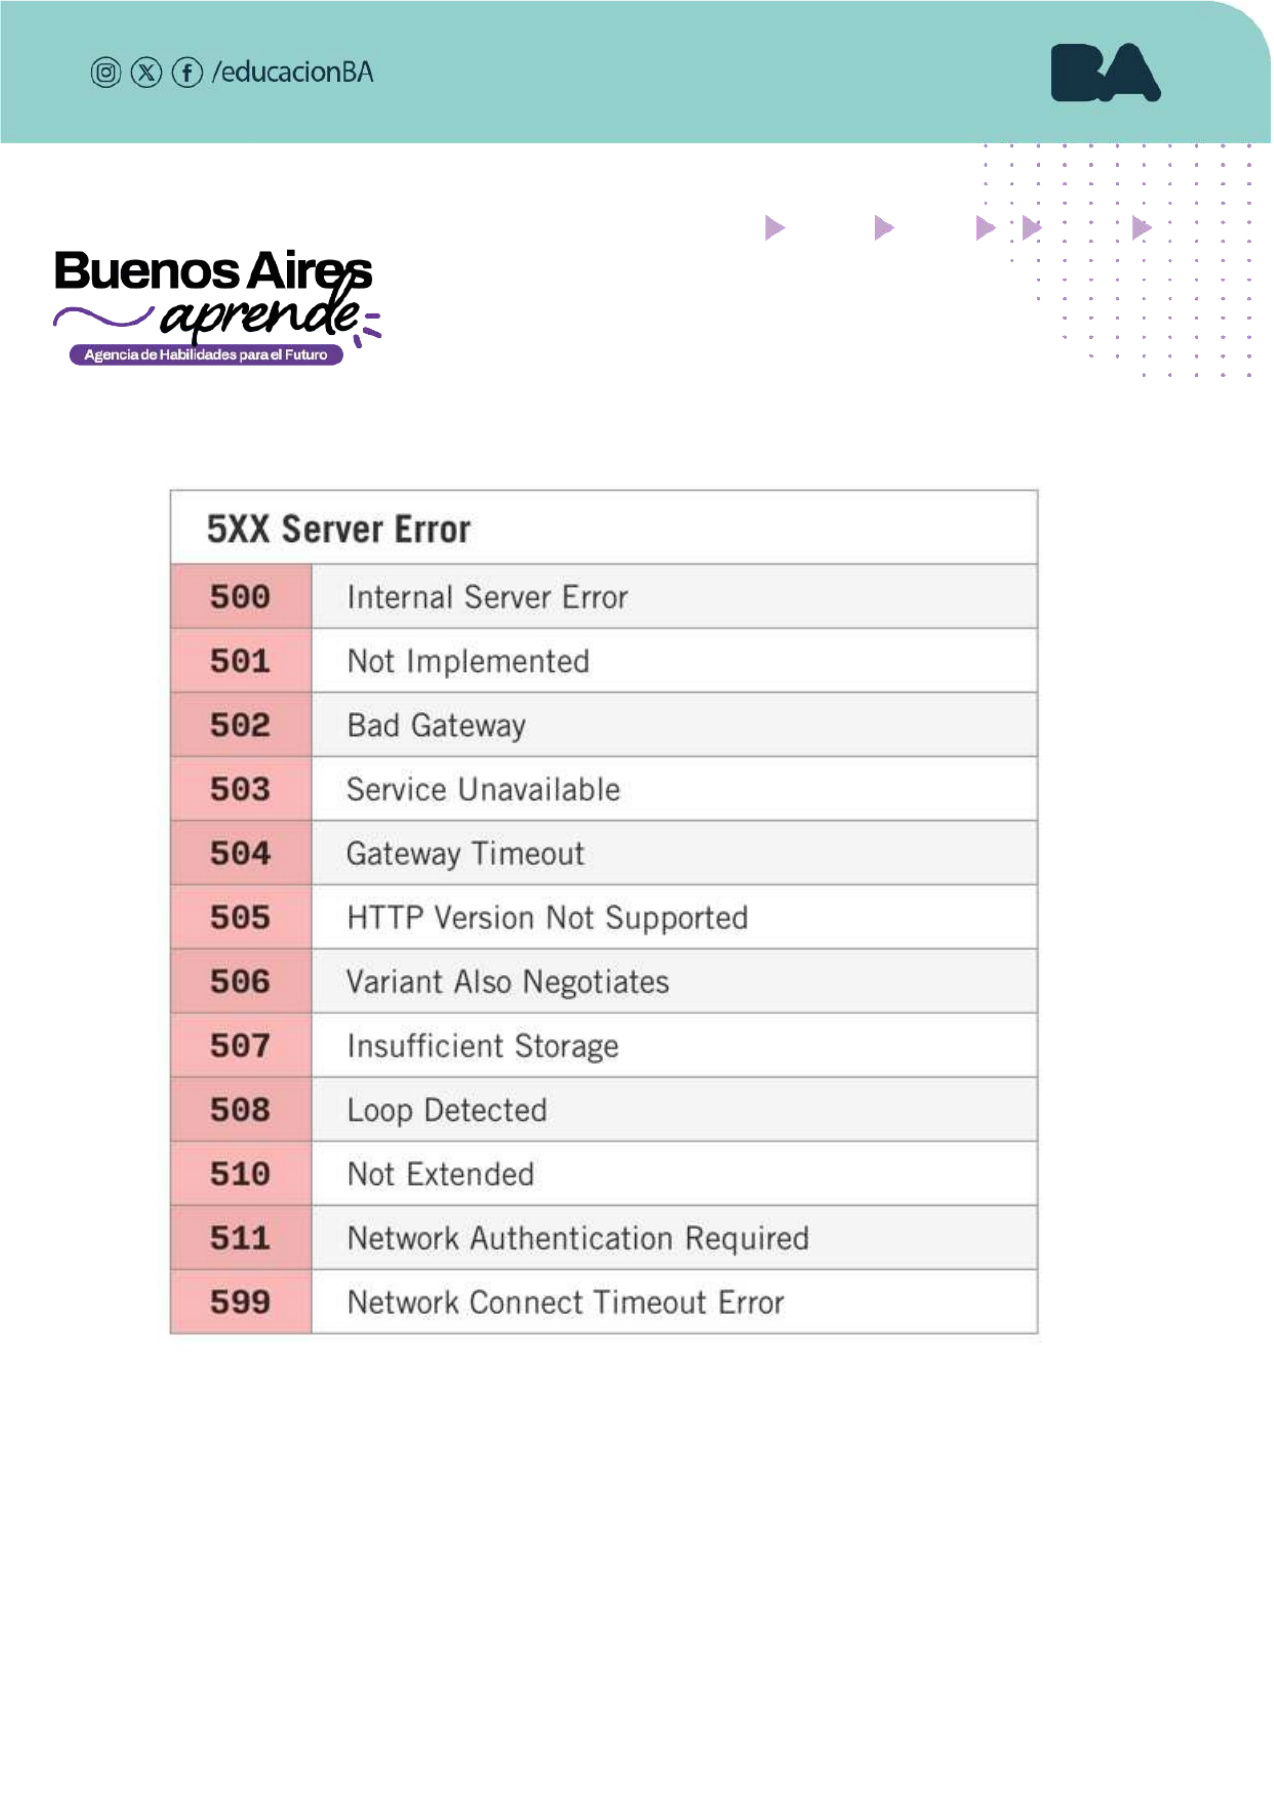 /educacionBA
BA
Buenos Aires
aprende
Agencia de Habilidades para el Futuro
5XX Server Error
500 Internal Server Error
501 Not Implemented
502 Bad Gateway
503 Service Unavailable
504 Gateway Timeout
505 HTTP Version Not Supported
506 Variant Also Negotiates
507 Insufficient Storage
508 Loop Detected
510 Not Extended
511 Network Authentication Required
599 Network Connect Timeout Error